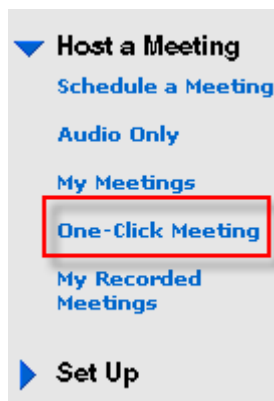 Host a Meeting
Schedule a Meeting
Audio Only
My Meetings
One-Click Meeting
My Recorded
Meetings
Set Up